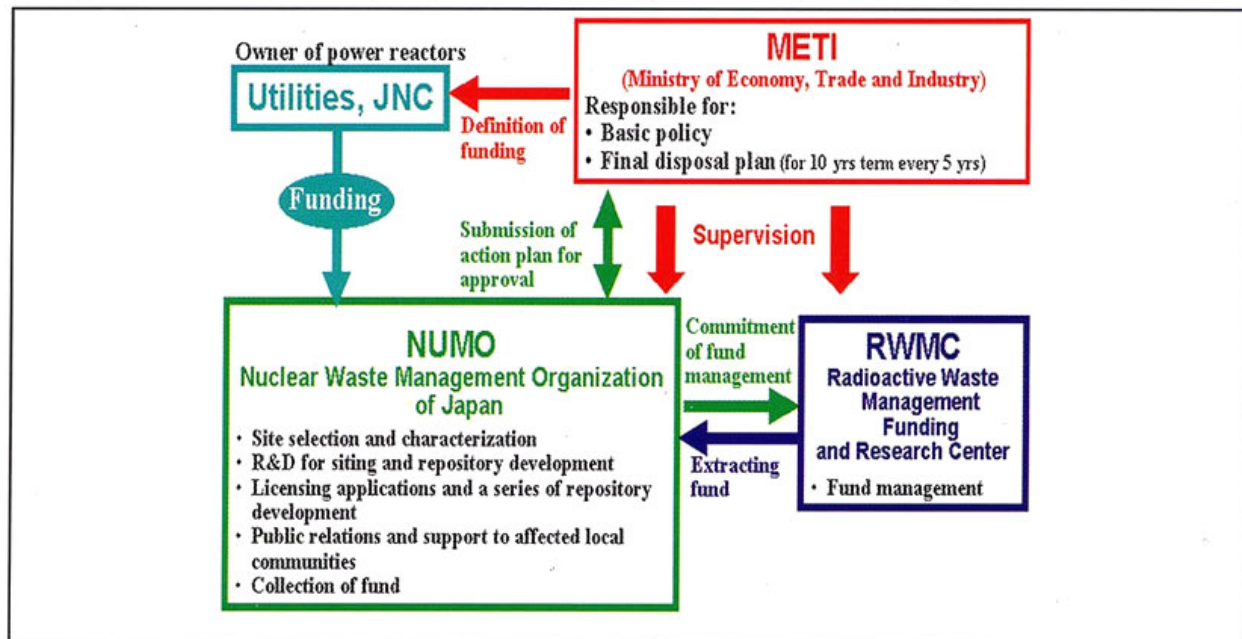 Owner of power reactors
Utilities, JNC
Funding
METI
(Ministry of Economy, Trade and Industry)
Responsible for:
• Basic policy
• Final disposal plan (for 10 yrs term every 5 yrs)
Definition of
funding
Submission of
action plan for
approval
Supervision
NUMO
Nuclear Waste Management Organization
of Japan
• Site selection and characterization
• R&D for siting and repository development
• Licensing applications and a series of repository
development
• Public relations and support to affected local
communities
• Collection of fund
Commitment
of fund
management
Extracting
fund
RWMC
Radioactive Waste
Management
Funding
and Research Center
• Fund management